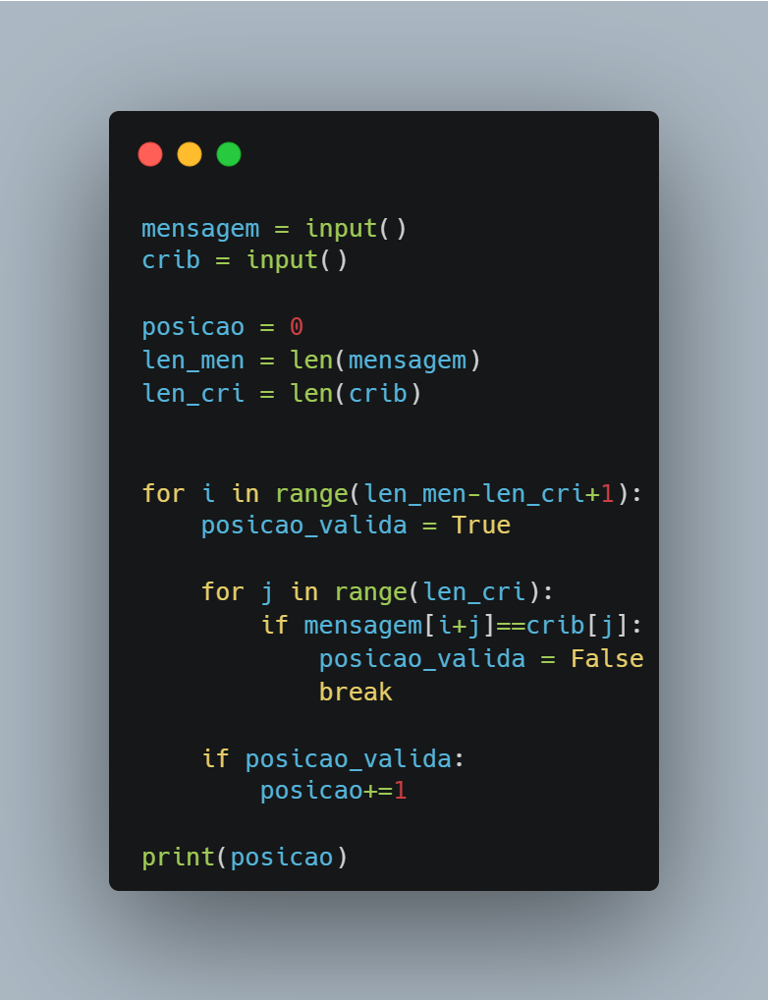 mensagem = input()
crib = input()
posicao = 0
len_men = len(mensagem)
len_cri = len(crib)
for i in range(len_men-len_cri+1):
    posicao_valida = True
    for j in range(len_cri):
        if mensagem[i+j]==crib[j]:
            posicao_valida = False
            break
    if posicao_valida:
        posicao+=1
print(posicao)